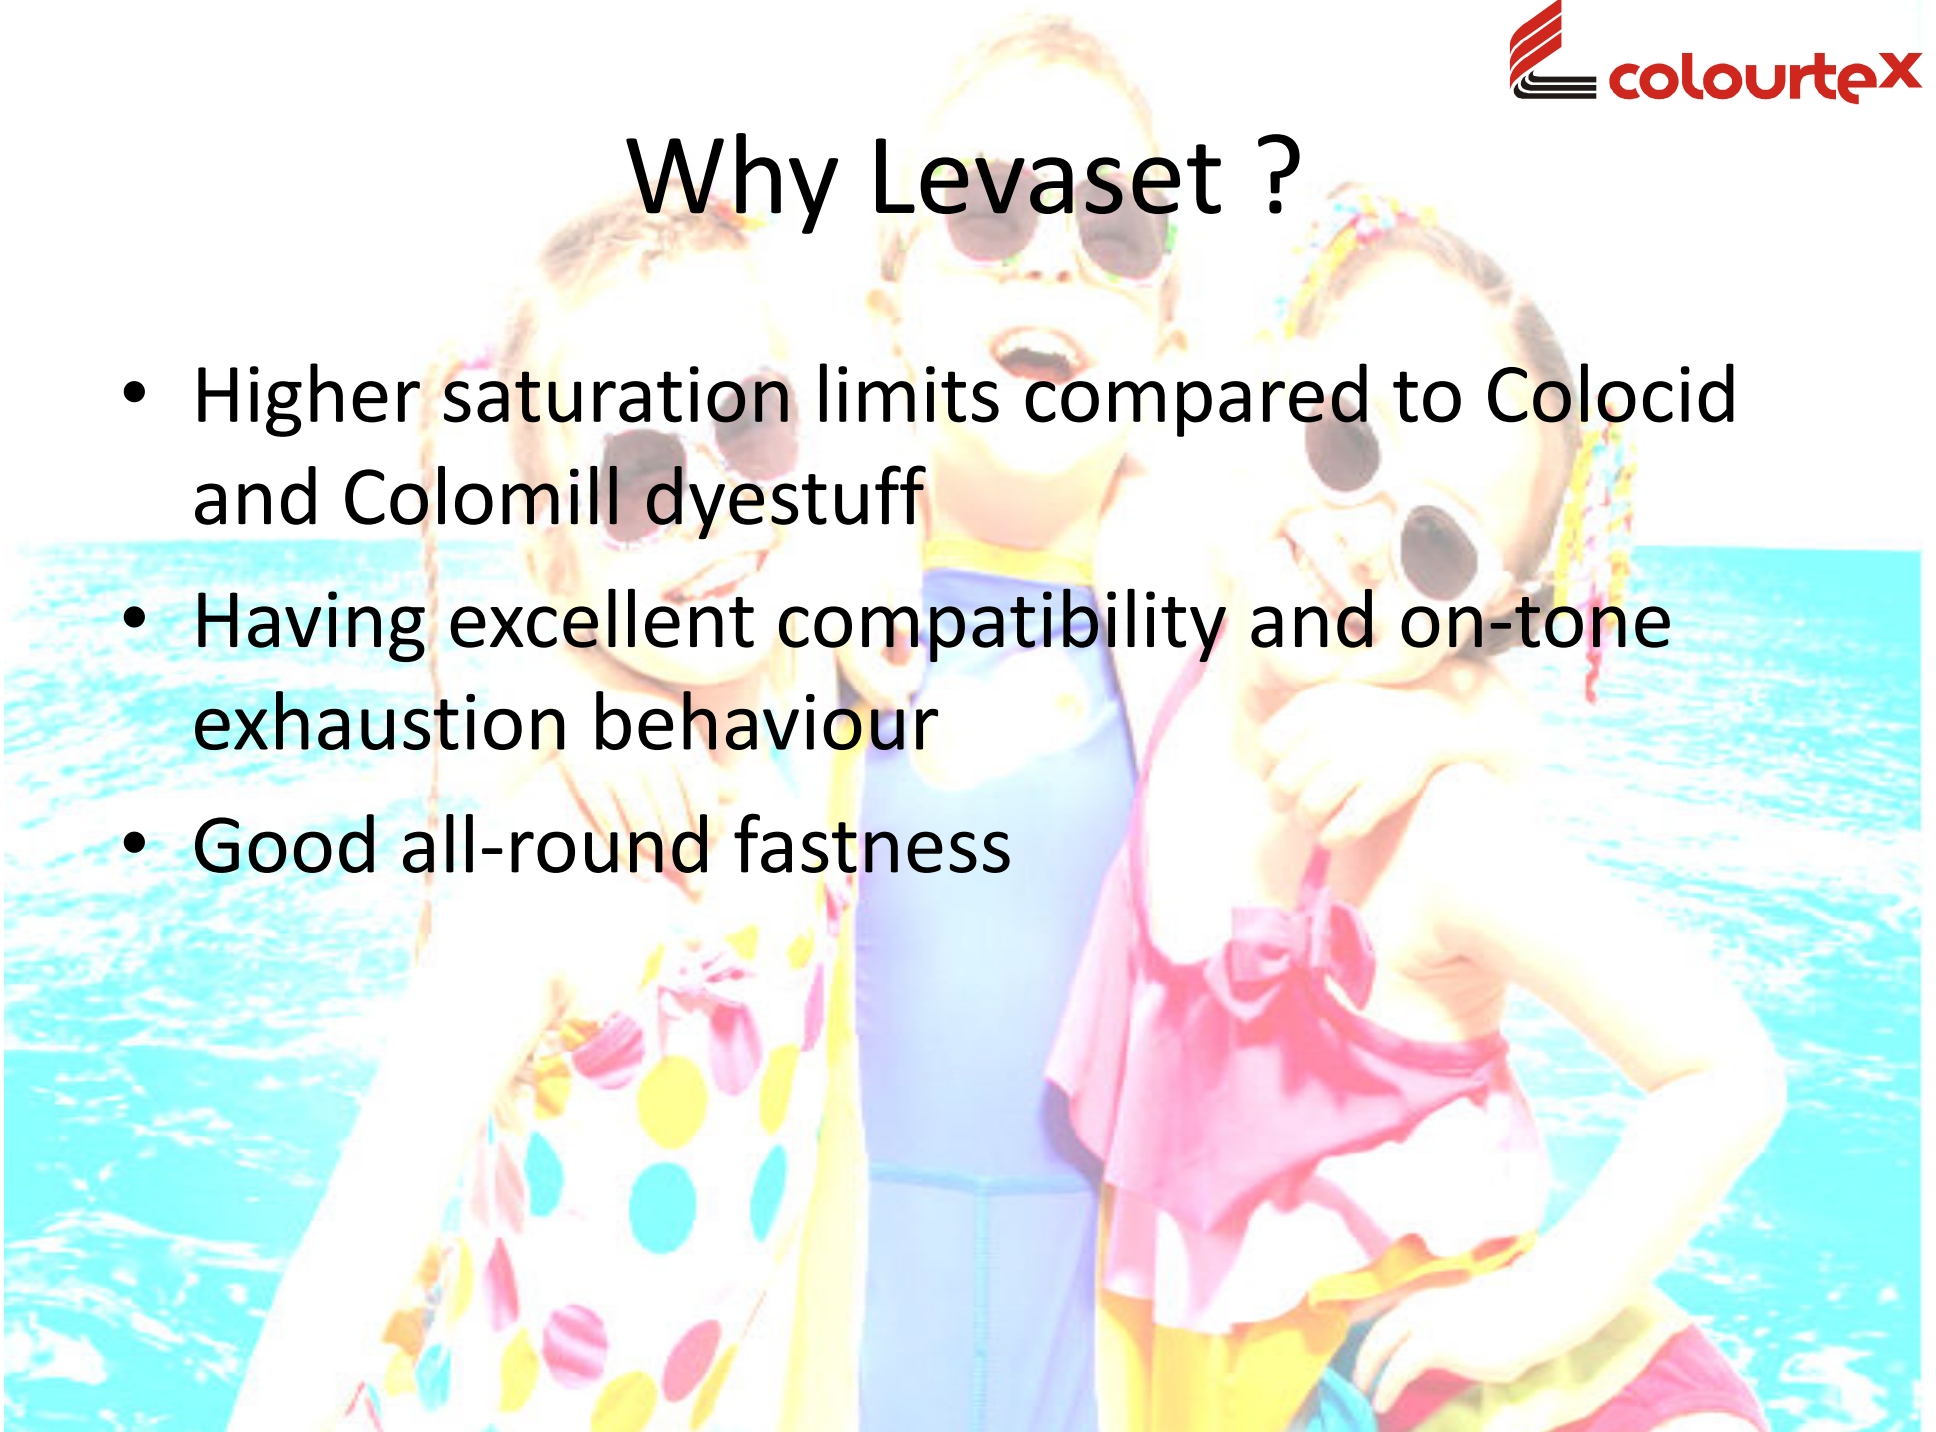 colourtex
Why Levaset ?
• Higher saturation limits compared to Colocid
and Colomill dyestuff
• Having excellent compatibility and on-tone
exhaustion behaviour
• Good all-round fastness